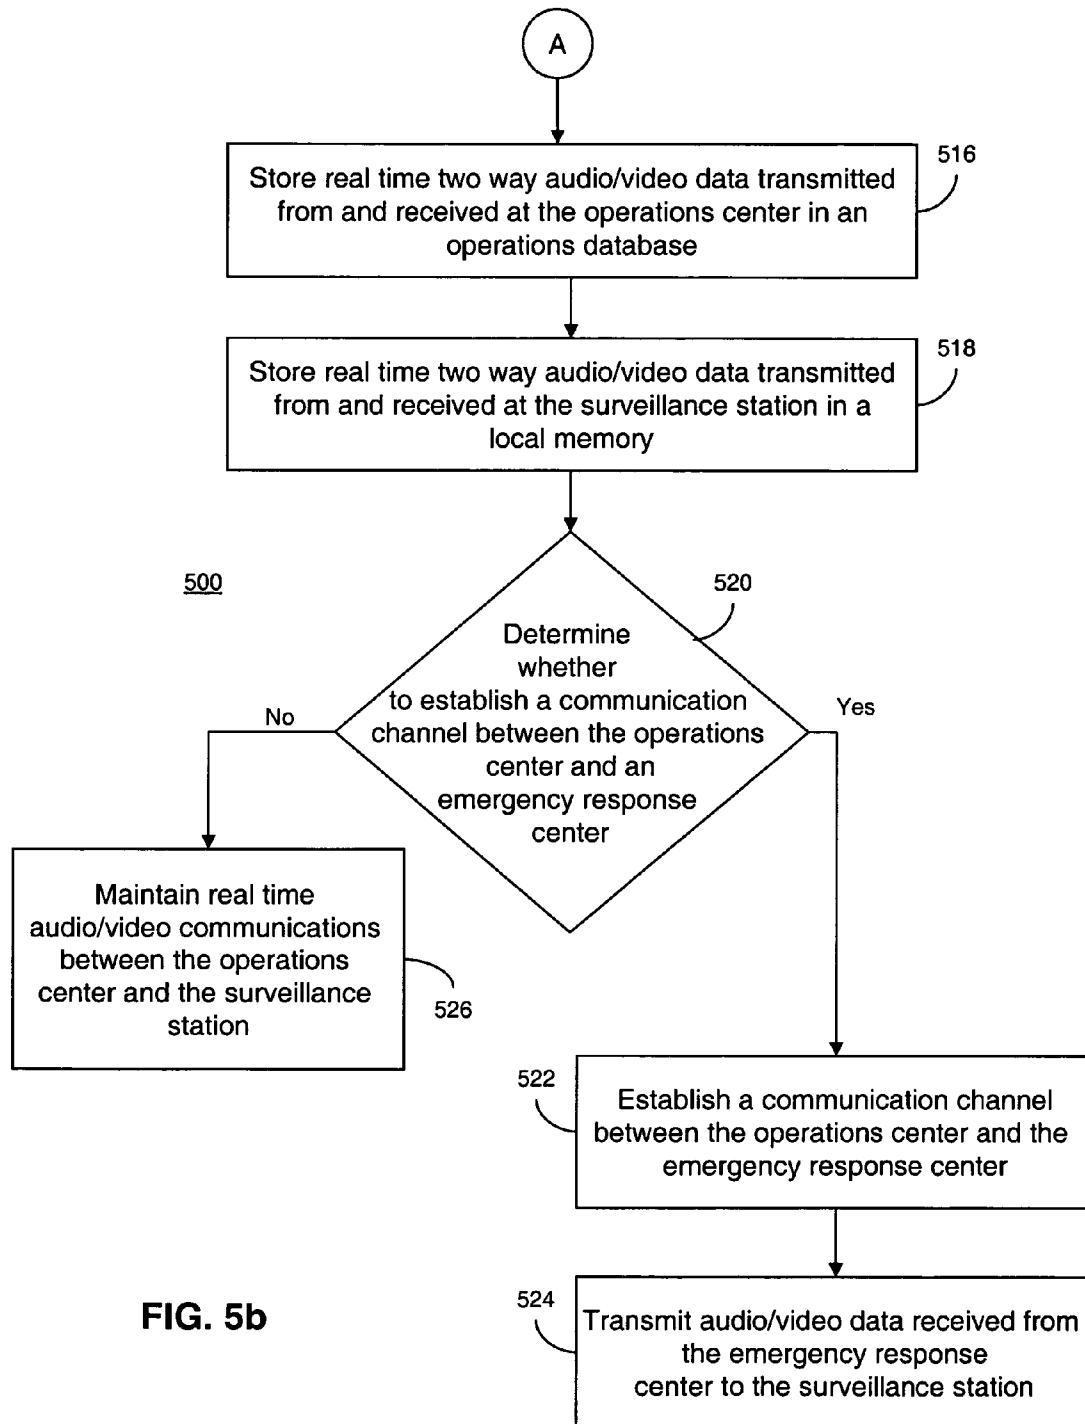 A
516
Store real time two way audio/video data transmitted
from and received at the operations center in an
operations database
518
Store real time two way audio/video data transmitted
from and received at the surveillance station in a
local memory
500
520
Determine
whether
to establish a communication
channel between the operations
center and an
emergency response
center
No
Yes
Maintain real time
audio/video communications
between the operations
center and the surveillance
station
526
522
Establish a communication channel
between the operations center and the
emergency response center
524
Transmit audio/video data received from
the emergency response
center to the surveillance station
FIG. 5b